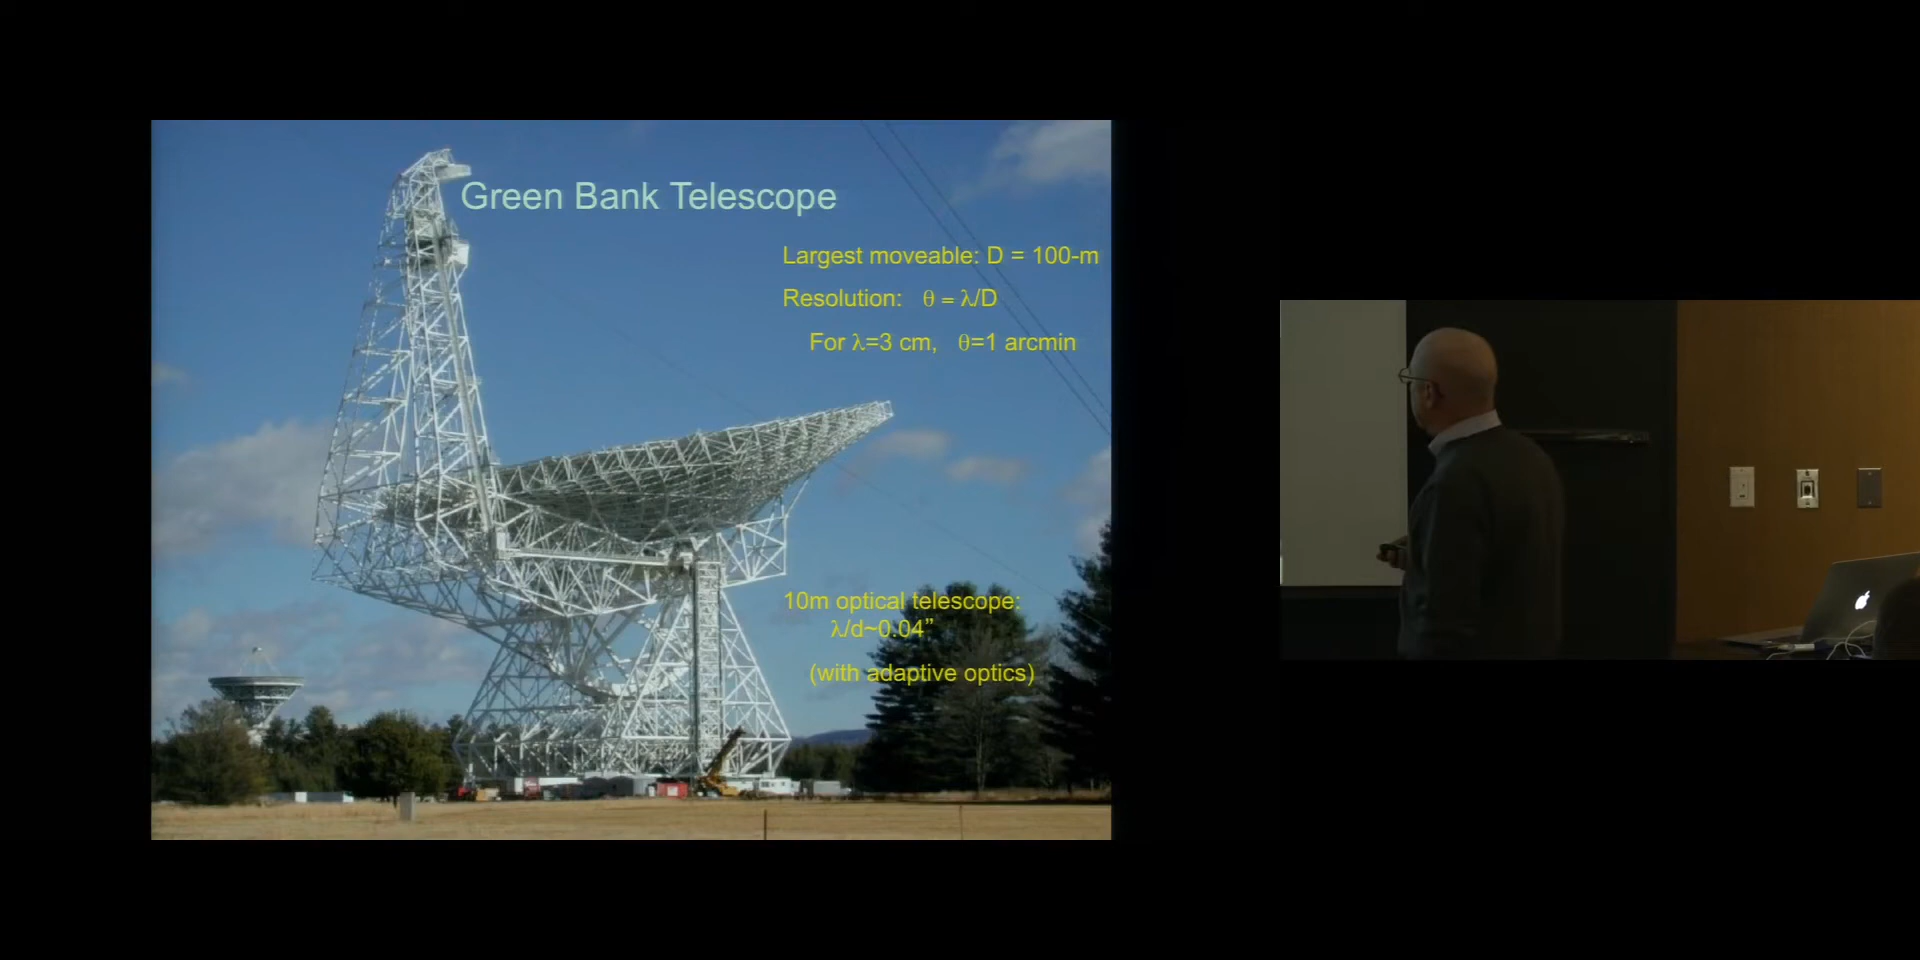 Green Bank Telescope
Largest moveable: D = 100-m
Resolution: θ = λ/D
For λ=3 cm, θ=1 arcmin
10m optical telescope:
λ/d~0.04”
(with adaptive optics)